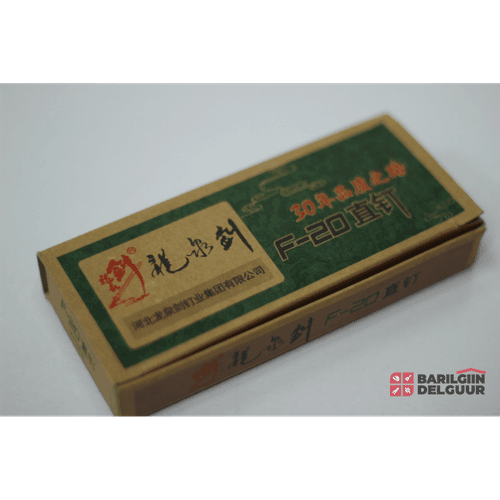 龍泉剑®
河北龙泉剑钉业集团有限公司
30年品质之路
F-20直钉
龍泉剑
F-20直钉
BARILGIIN
DELGUUR